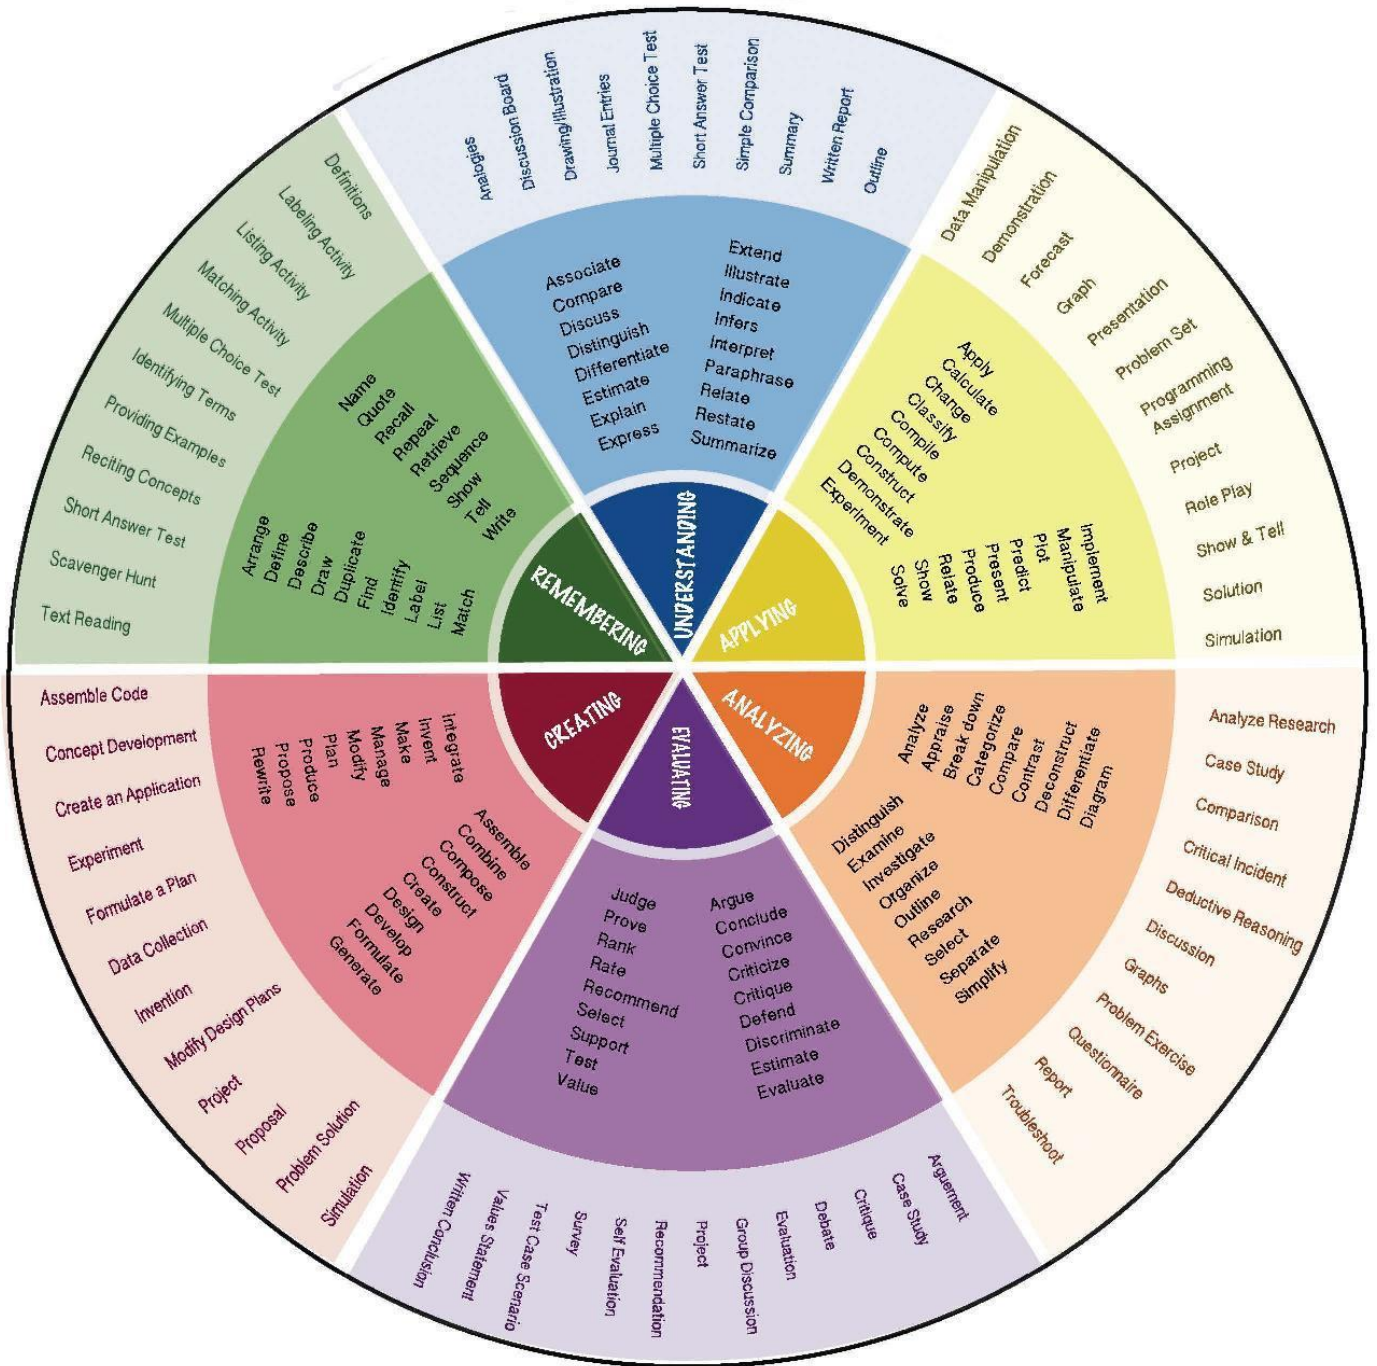 UNDERSTANDING
Associate
Compare
Discuss
Distinguish
Differentiate
Estimate
Explain
Express
Extend
Illustrate
Indicate
Infers
Interpret
Paraphrase
Relate
Restate
Summarize
Analogies
Discussion Board
Drawing/Illustration
Journal Entries
Multiple Choice Test
Short Answer Test
Simple Comparison
Summary
Written Report
Outline
APPLYING
Apply
Calculate
Change
Classify
Compile
Compute
Construct
Demonstrate
Experiment
Implement
Manipulate
Plot
Predict
Present
Produce
Relate
Show
Solve
Data Manipulation
Demonstration
Forecast
Graph
Presentation
Problem Set
Programming
Assignment
Project
Role Play
Show & Tell
Solution
Simulation
ANALYZING
Analyze
Appraise
Break down
Categorize
Compare
Contrast
Deconstruct
Differentiate
Diagram
Distinguish
Examine
Investigate
Organize
Outline
Research
Select
Separate
Simplify
Analyze Research
Case Study
Comparison
Critical Incident
Deductive Reasoning
Discussion
Graphs
Problem Exercise
Questionnaire
Report
Troubleshoot
EVALUATING
Argue
Conclude
Convince
Criticize
Critique
Defend
Discriminate
Estimate
Evaluate
Judge
Prove
Rank
Rate
Recommend
Select
Support
Test
Value
Arguement
Case Study
Critique
Debate
Evaluation
Group Discussion
Project
Recommendation
Self Evaluation
Survey
Test Case Scenario
Values Statement
Written Conclusion
CREATING
Assemble
Combine
Compose
Construct
Create
Design
Develop
Formulate
Generate
Integrate
Invent
Make
Manage
Modify
Plan
Produce
Propose
Rewrite
Assemble Code
Concept Development
Create an Application
Experiment
Formulate a Plan
Data Collection
Invention
Modify Design Plans
Project
Proposal
Problem Solution
Simulation
REMEMBERING
Arrange
Define
Describe
Draw
Duplicate
Find
Identify
Label
List
Match
Name
Quote
Recall
Repeat
Retrieve
Sequence
Show
Tell
Write
Definitions
Labeling Activity
Listing Activity
Matching Activity
Multiple Choice Test
Identifying Terms
Providing Examples
Reciting Concepts
Short Answer Test
Scavenger Hunt
Text Reading